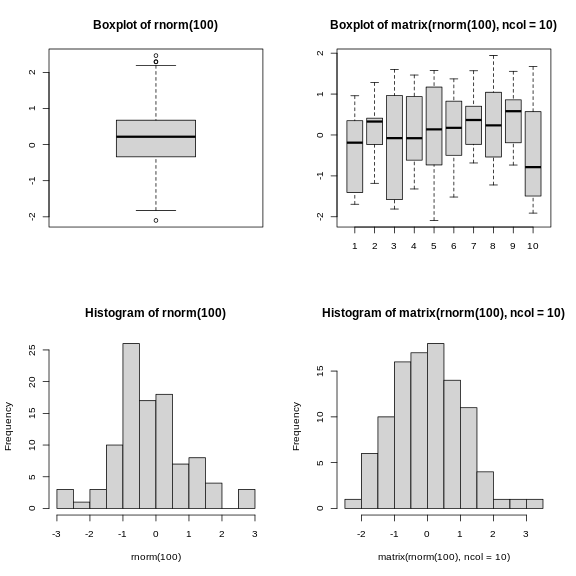 Boxplot of rnorm(100)
2
1
0
-1
-2
Boxplot of matrix(rnorm(100), ncol = 10)
2
1
0
-1
-2
1 2 3 4 5 6 7 8 9 10
Histogram of rnorm(100)
Frequency
25
20
15
10
5
0
-3 -2 -1 0 1 2 3
rnorm(100)
Histogram of matrix(rnorm(100), ncol = 10)
Frequency
15
10
5
0
-2 -1 0 1 2 3
matrix(rnorm(100), ncol = 10)